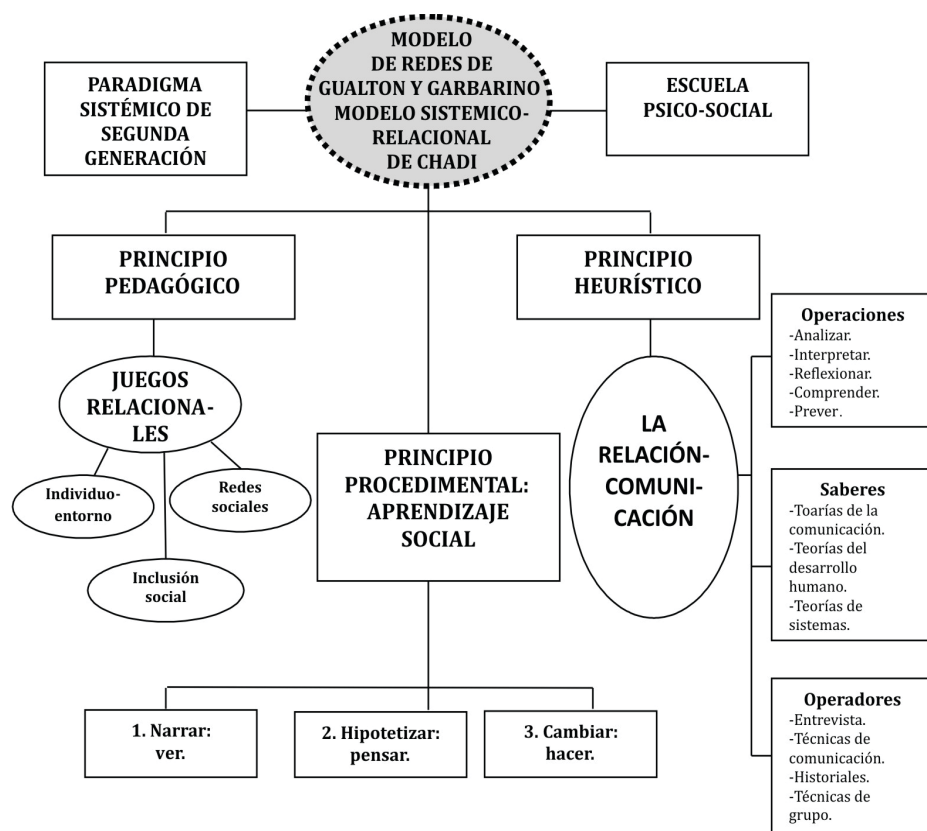 MODELO
DE REDES DE
GUALTON Y GARBARINO
MODELO SISTEMICO-
RELACIONAL
DE CHADI
PARADIGMA
SISTÉMICO DE
SEGUNDA
GENERACIÓN
ESCUELA
PSICO-SOCIAL
PRINCIPIO
PEDAGÓGICO
PRINCIPIO
HEURÍSTICO
JUEGOS
RELACIONA-
LES
Individuo-
entorno
Redes
sociales
Inclusión
social
PRINCIPIO
PROCEDIMENTAL:
APRENDIZAJE
SOCIAL
LA
RELACIÓN-
COMUNI-
CACIÓN
Operaciones
-Analizar.
-Interpretar.
-Reflexionar.
-Comprender.
-Prever.
Saberes
-Toarías de la
comunicación.
-Teorías del
desarrollo
humano.
-Teorías de
sistemas.
Operadores
-Entrevista.
-Técnicas de
comunicación.
-Historiales.
-Técnicas de
grupo.
1. Narrar:
ver.
2. Hipotetizar:
pensar.
3. Cambiar:
hacer.